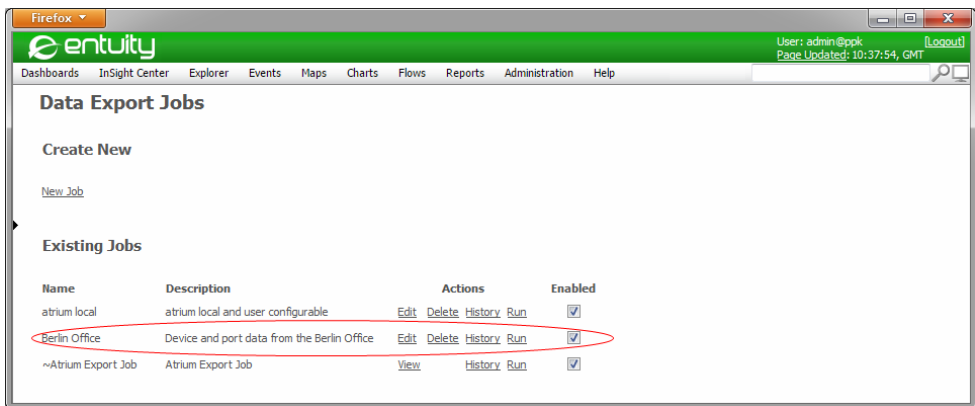 Firefox
entuity
User: admin@ppk [Logout]
Page Updated: 10:37:54, GMT
Dashboards InSight Center Explorer Events Maps Charts Flows Reports Administration Help
Data Export Jobs
Create New
New Job
Existing Jobs
Name Description Actions Enabled
atrium local atrium local and user configurable Edit Delete History Run
Berlin Office Device and port data from the Berlin Office Edit Delete History Run
~Atrium Export Job Atrium Export Job View History Run